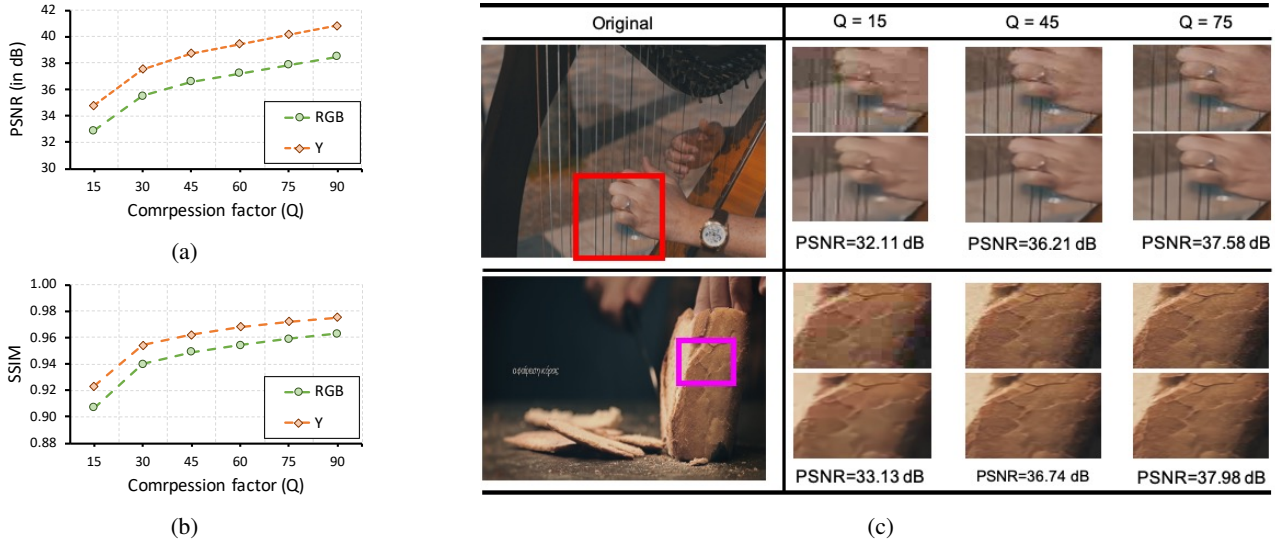 42
40
38
36
34
32
30
PSNR (in dB)
RGB
Y
15 30 45 60 75 90
Comrpession factor (Q)
(a)
1.00
0.98
0.96
0.94
0.92
0.90
0.88
SSIM
RGB
Y
15 30 45 60 75 90
Comrpession factor (Q)
(b)
Original Q = 15 Q = 45 Q = 75
PSNR=32.11 dB PSNR=36.21 dB PSNR=37.58 dB
PSNR=33.13 dB PSNR=36.74 dB PSNR=37.98 dB
(c)